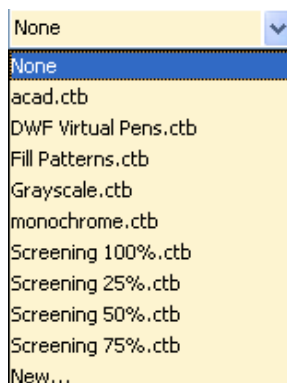 None
None
acad.ctb
DWF Virtual Pens.ctb
Fill Patterns.ctb
Grayscale.ctb
monochrome.ctb
Screening 100%.ctb
Screening 25%.ctb
Screening 50%.ctb
Screening 75%.ctb
New...